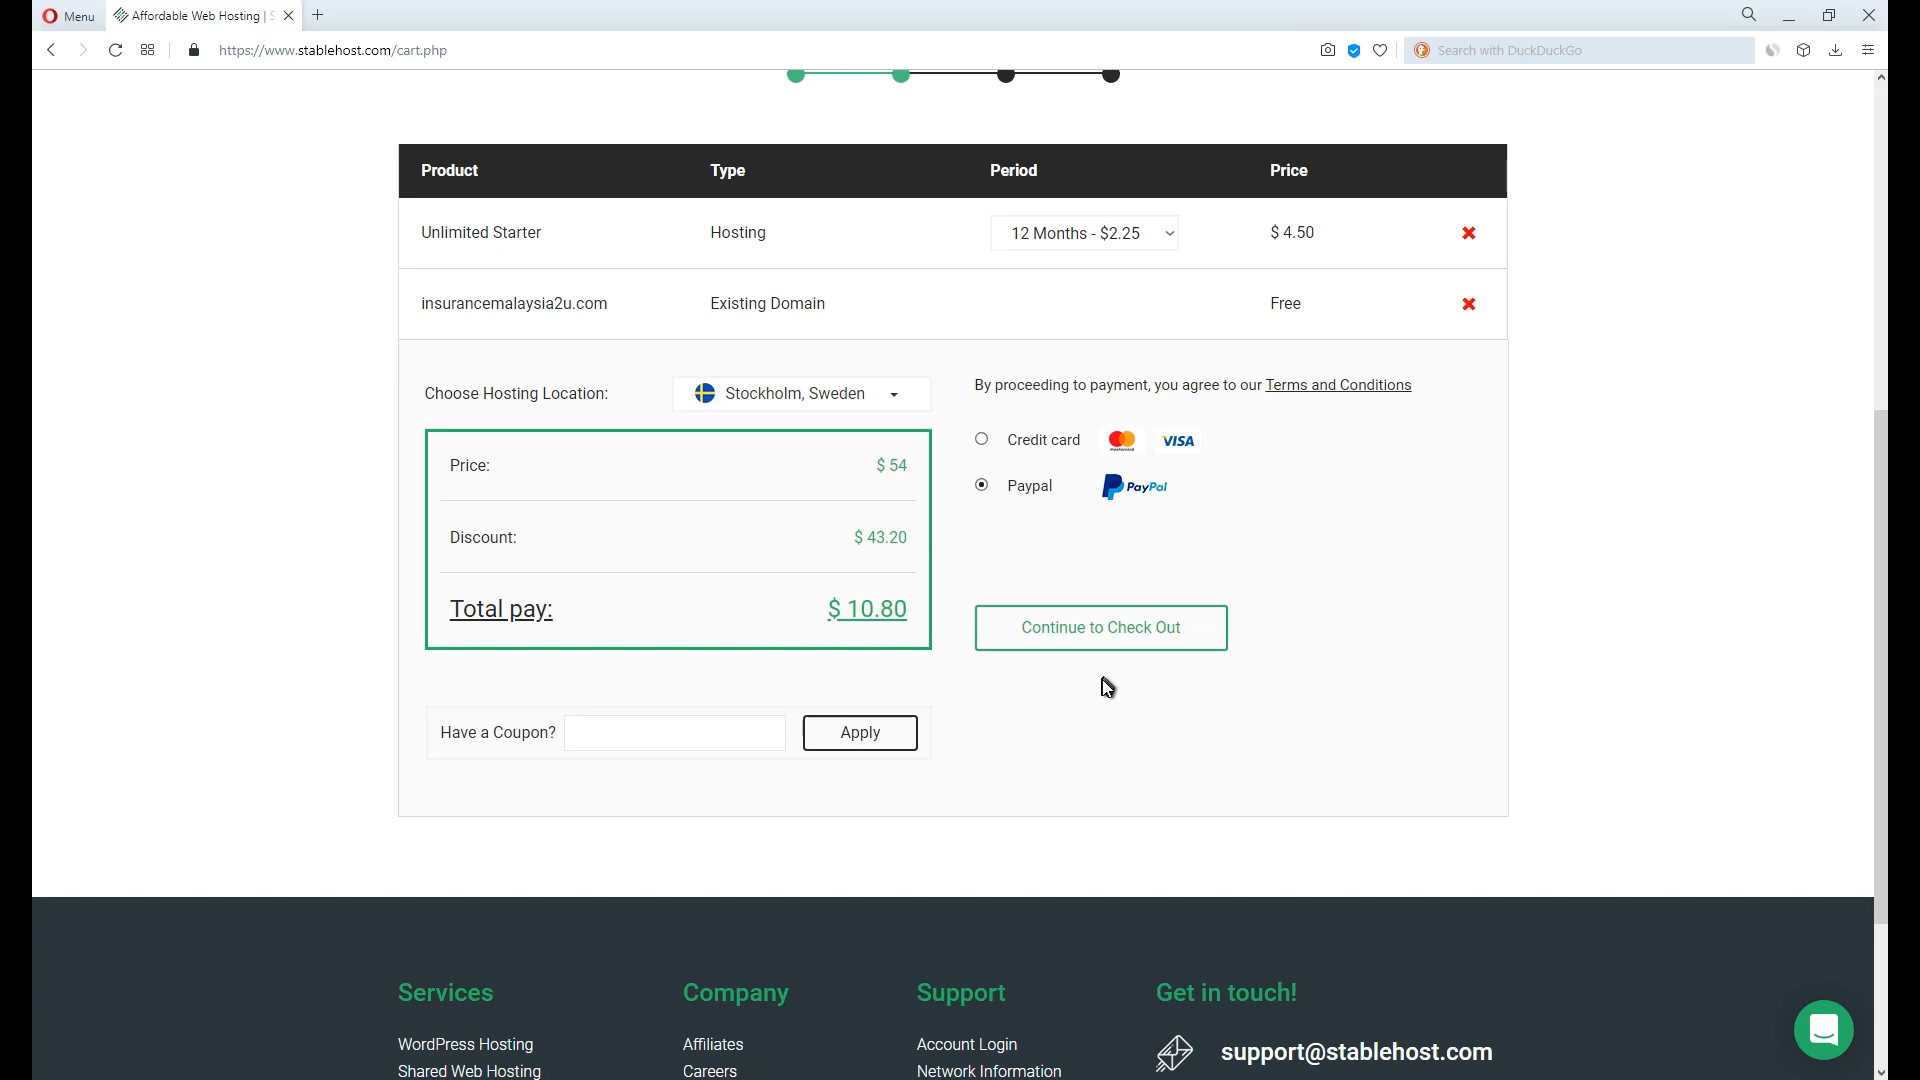 Menu
Affordable Web Hosting | S
https://www.stablehost.com/cart.php
Search with DuckDuckGo
Product Type Period Price
Unlimited Starter Hosting 12 Months - $2.25 $ 4.50
insurancemalaysia2u.com Existing Domain Free
Choose Hosting Location: Stockholm, Sweden
By proceeding to payment, you agree to our Terms and Conditions
Credit card mastercard VISA
Price: $ 54
Paypal PayPal
Discount: $ 43.20
Total pay: $ 10.80
Continue to Check Out
Have a Coupon? Apply
Services Company Support Get in touch!
WordPress Hosting Affiliates Account Login support@stablehost.com
Shared Web Hosting Careers Network Information